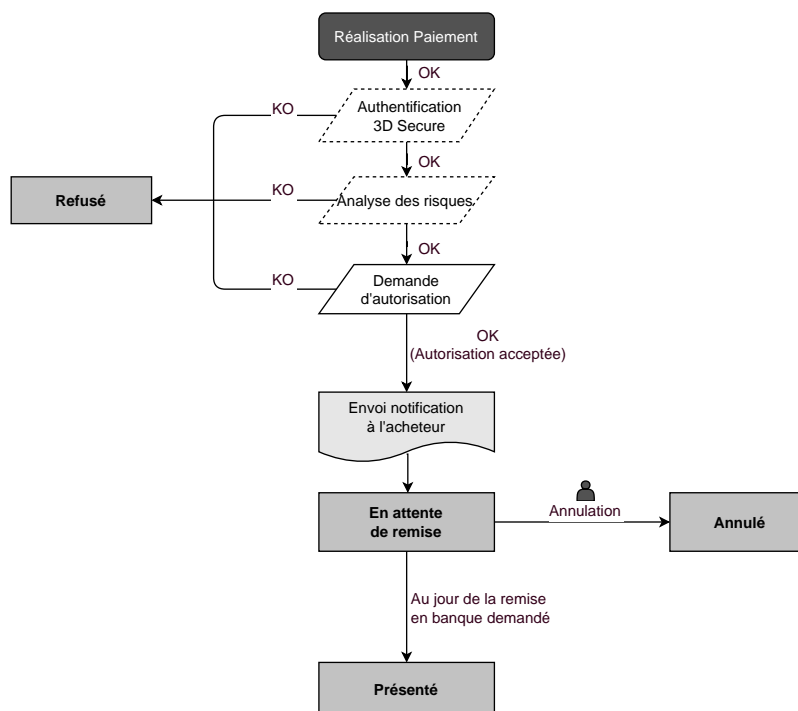 Réalisation Paiement
OK
KO
Authentification
3D Secure
OK
Refusé
KO
Analyse des risques
OK
KO
Demande
d'autorisation
OK
(Autorisation acceptée)
Envoi notification
à l'acheteur
En attente
de remise
Annulation
Annulé
Au jour de la remise
en banque demandé
Présenté